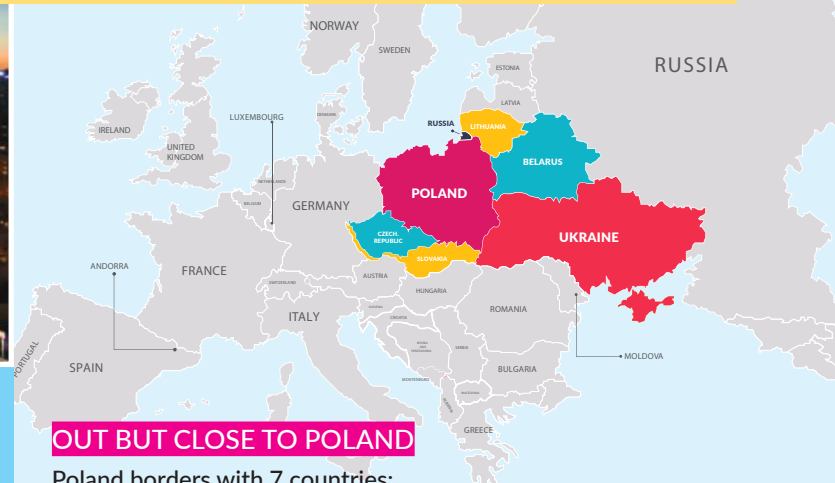 NORWAY
SWEDEN
RUSSIA
ESTONIA
LATVIA
LUXEMBOURG
RUSSIA
LITHUANIA
IRELAND
UNITED
KINGDOM
BELARUS
NETHERLANDS
POLAND
BELGIUM
GERMANY
CZECH.
REPUBLIC
UKRAINE
SLOVAKIA
ANDORRA
FRANCE
AUSTRIA
SWITZERLAND
HUNGARIA
ROMANIA
ITALY
CROATIA
SERBIA
MOLDOVA
PORTUGAL
SPAIN
BULGARIA
MONTENEGRO
GREECE
OUT BUT CLOSE TO POLAND
Poland borders with 7 countries: